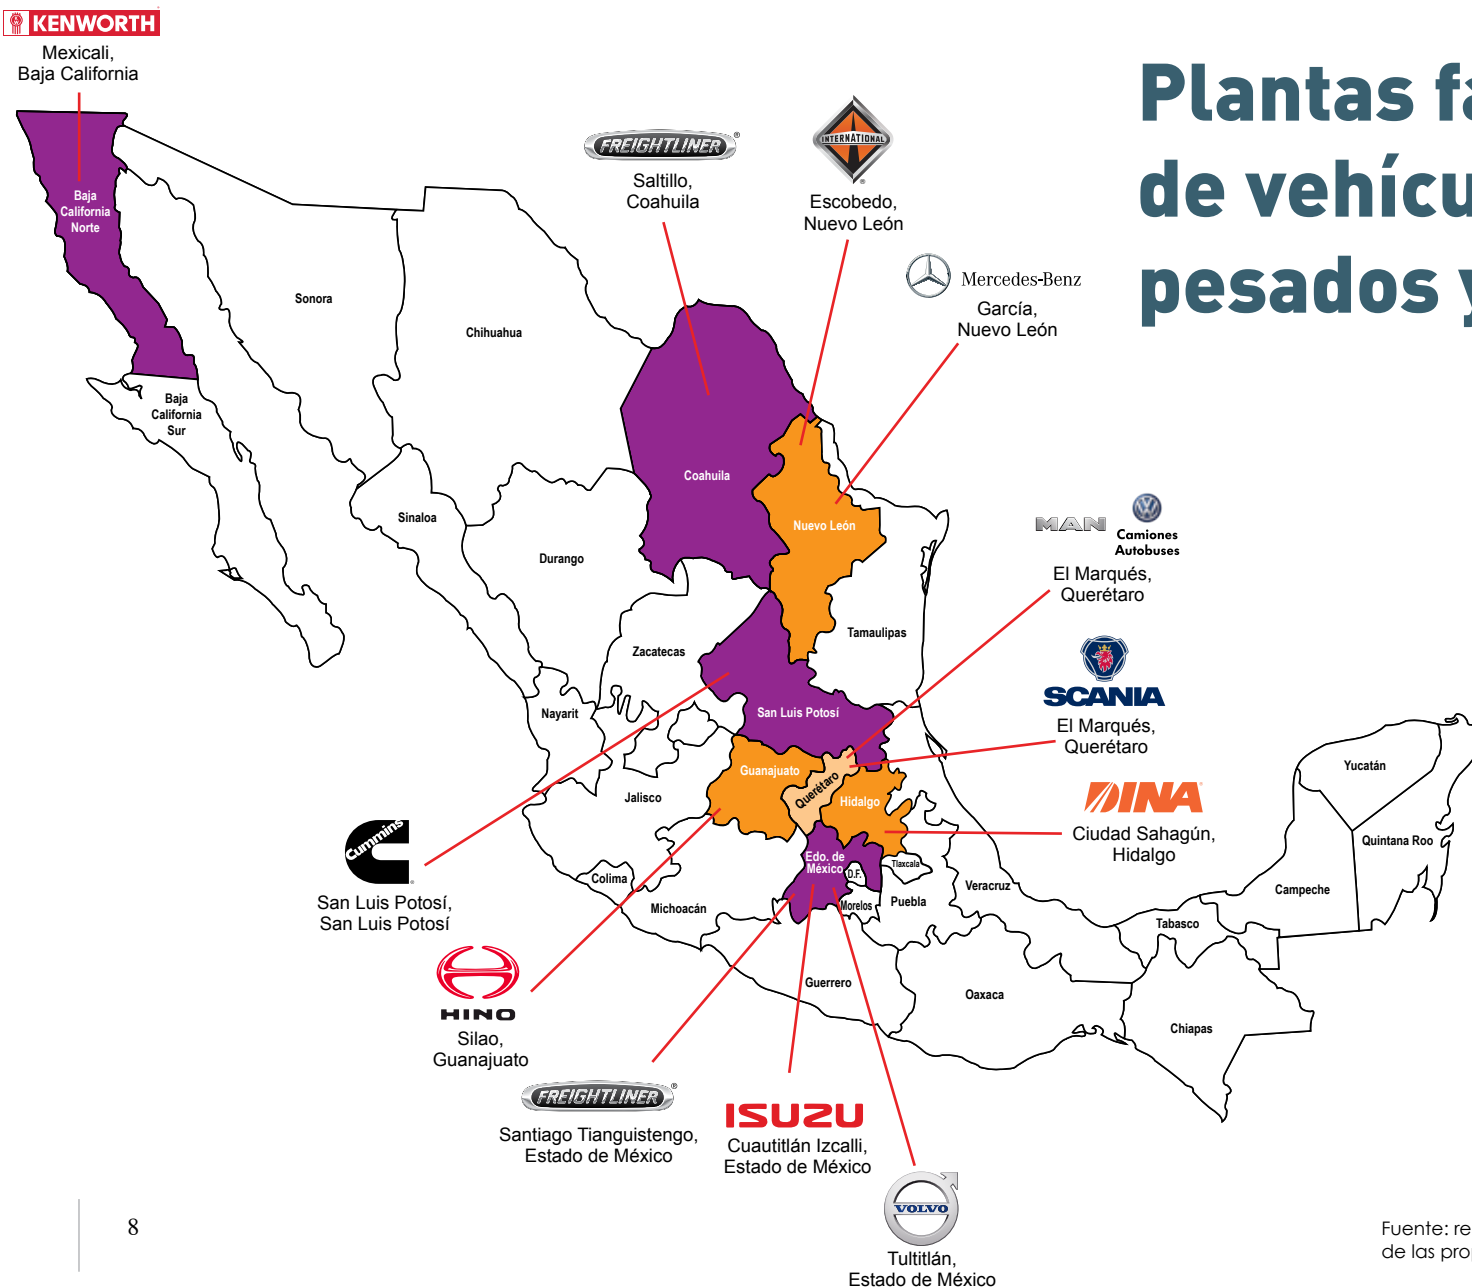 KENWORTH
Mexicali,
Baja California
Plantas fa
de vehícu
pesados y
FREIGHTLINER
Saltillo,
Coahuila
INTERNATIONAL
Escobedo,
Nuevo León
Mercedes-Benz
García,
Nuevo León
MAN
Camiones
Autobuses
El Marqués,
Querétaro
SCANIA
El Marqués,
Querétaro
DINA
Ciudad Sahagún,
Hidalgo
Baja
California
Norte
Sonora
Chihuahua
Baja
California
Sur
Coahuila
Nuevo León
Sinaloa
Durango
Tamaulipas
Zacatecas
Nayarit
San Luis Potosí
Guanajuato
Querétaro
Hidalgo
Jalisco
Yucatán
Quintana Roo
Campeche
Edo. de
México
D.F.
Tlaxcala
Colima
Michoacán
Morelos
Puebla
Veracruz
Tabasco
Guerrero
Oaxaca
Chiapas
Cummins
San Luis Potosí,
San Luis Potosí
HINO
Silao,
Guanajuato
FREIGHTLINER
Santiago Tianguistengo,
Estado de México
ISUZU
Cuautitlán Izcalli,
Estado de México
VOLVO
Tultitlán,
Estado de México
8
Fuente: re
de las pro